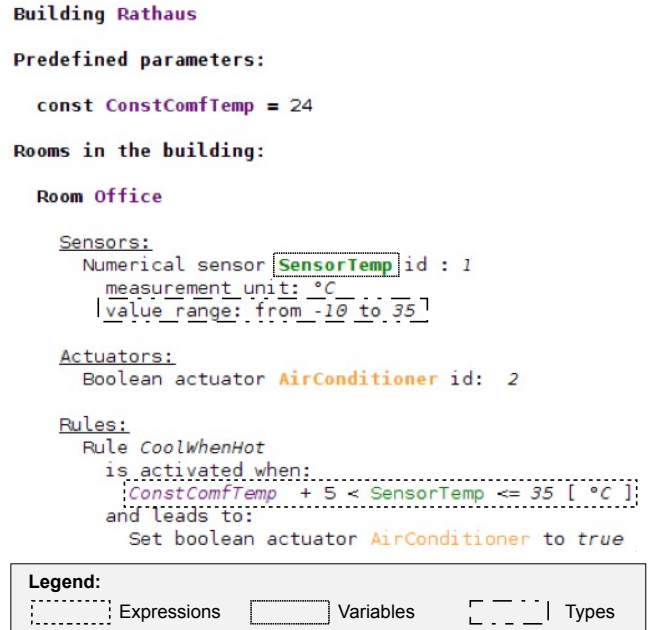 Building Rathaus
Predefined parameters:
const ConstComfTemp = 24
Rooms in the building:
Room Office
Sensors:
Numerical sensor SensorTemp id : 1
measurement unit: °C
value range: from -10 to 35
Actuators:
Boolean actuator AirConditioner id: 2
Rules:
Rule CoolWhenHot
is activated when:
ConstComfTemp + 5 < SensorTemp <= 35 [ °C ]
and leads to:
Set boolean actuator AirConditioner to true
Legend:
Expressions Variables Types